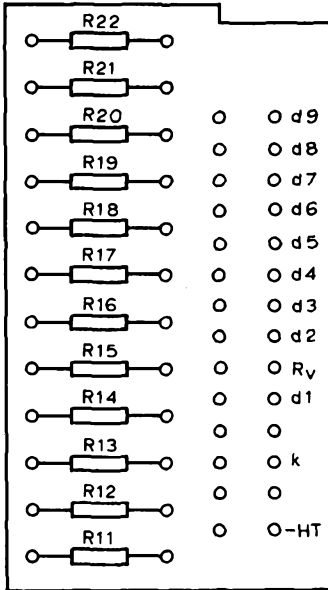 R22
R21
R20
R19
R18
R17
R16
R15
R14
R13
R12
R11
d9
d8
d7
d6
d5
d4
d3
d2
Rv
d1
k
-HT